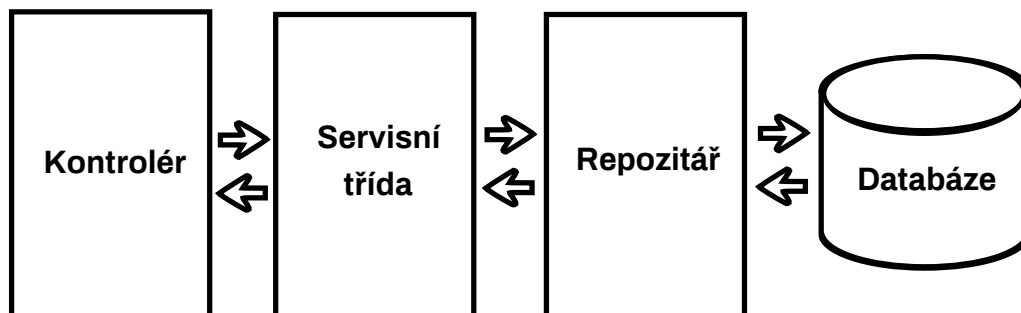 Kontrolér
Servisní
třída
Repozitář
Databáze